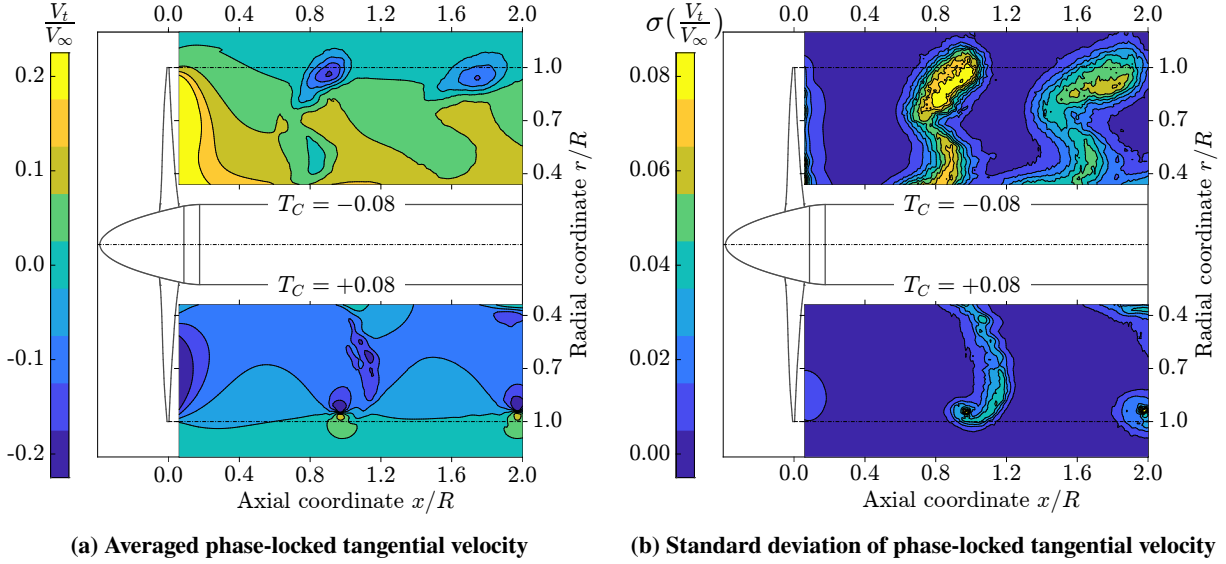 V_t/V_∞
0.0 0.4 0.8 1.2 1.6 2.0
0.2
0.1
0.0
-0.1
-0.2
1.0
0.7
0.4
T_C = −0.08
T_C = +0.08
0.4
0.7
1.0
Radial coordinate r/R
0.0 0.4 0.8 1.2 1.6 2.0
Axial coordinate x/R
(a) Averaged phase-locked tangential velocity
σ(V_t/V_∞)
0.0 0.4 0.8 1.2 1.6 2.0
0.08
0.06
0.04
0.02
0.00
1.0
0.7
0.4
T_C = −0.08
T_C = +0.08
0.4
0.7
1.0
Radial coordinate r/R
0.0 0.4 0.8 1.2 1.6 2.0
Axial coordinate x/R
(b) Standard deviation of phase-locked tangential velocity